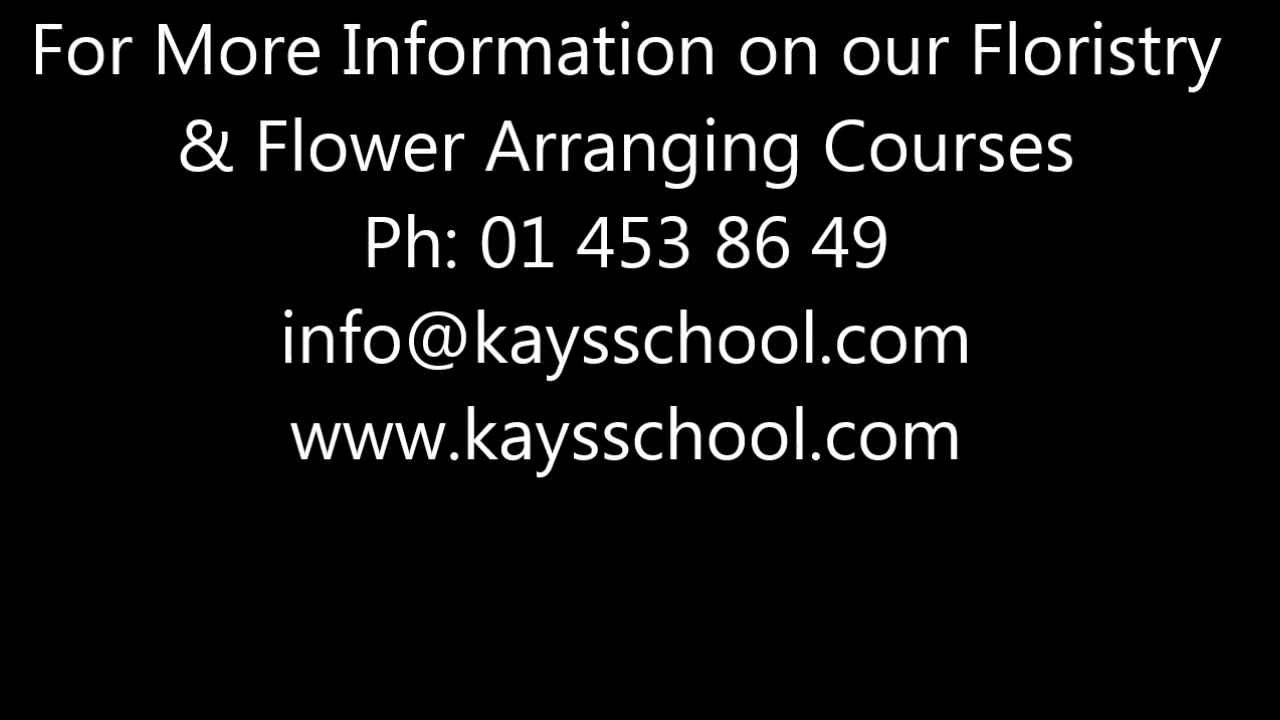 For More Information on our Floristry
& Flower Arranging Courses
Ph: 01 453 86 49
info@kaysschool.com
www.kaysschool.com